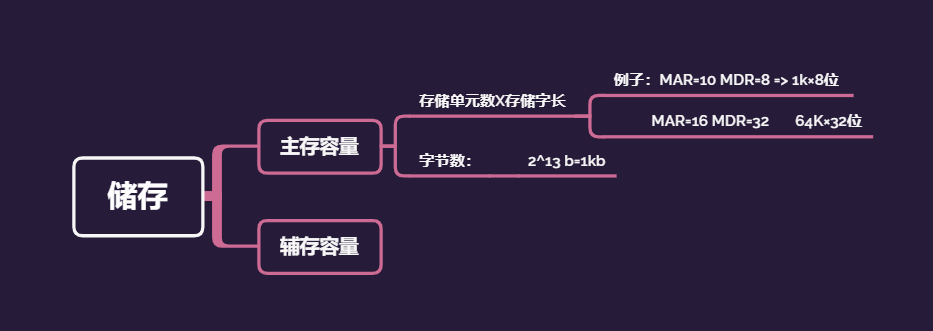 储存
主存容量
存储单元数X存储字长
例子：MAR=10 MDR=8 => 1k×8位
MAR=16 MDR=32 64K×32位
字节数： 2^13 b=1kb
辅存容量